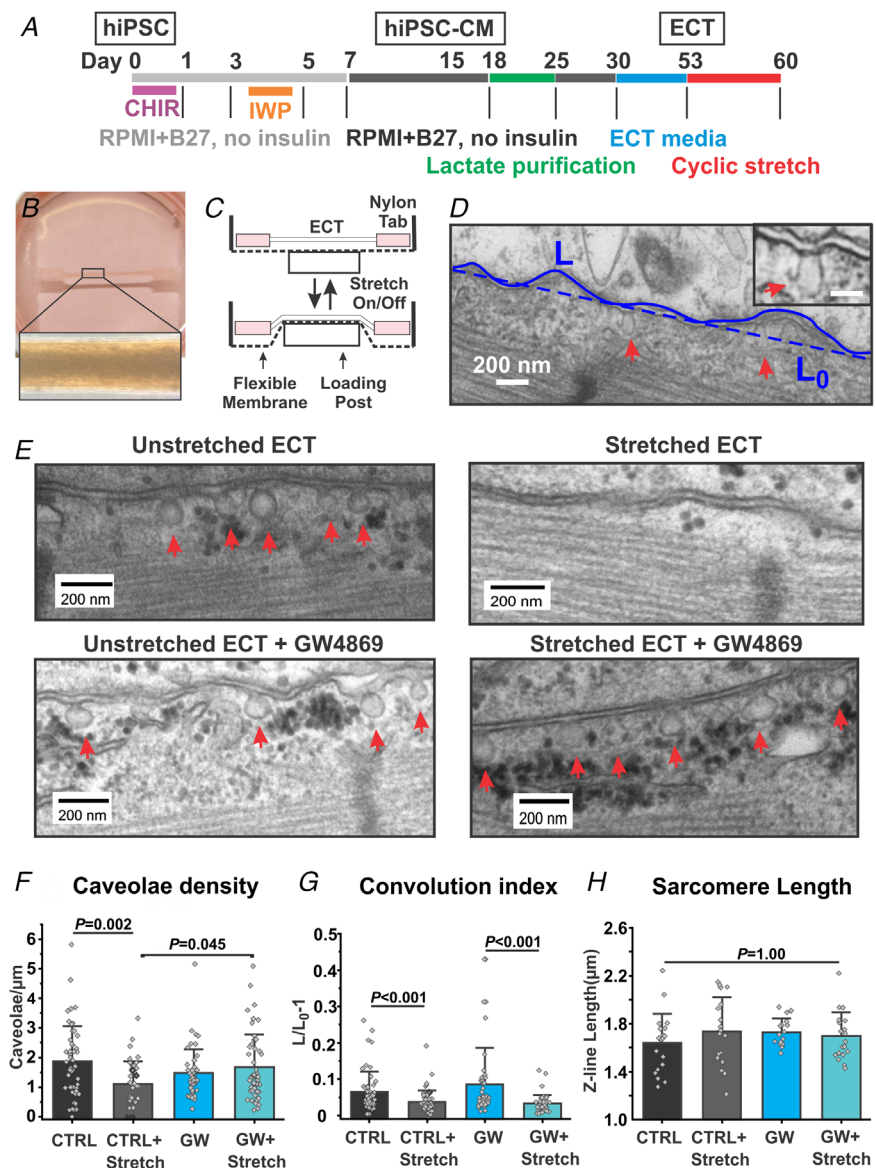 A
hiPSC
hiPSC-CM
ECT
Day 0 1 3 5 7 15 18 25 30 53 60
CHIR
IWP
RPMI+B27, no insulin
RPMI+B27, no insulin
ECT media
Lactate purification
Cyclic stretch
B
C
ECT
Nylon
Tab
Stretch
On/Off
Flexible
Membrane
Loading
Post
D
L
L0
200 nm
E
Unstretched ECT
Stretched ECT
200 nm
200 nm
Unstretched ECT + GW4869
Stretched ECT + GW4869
200 nm
200 nm
F
Caveolae density
P=0.002
P=0.045
Caveolae/µm
6
5
4
3
2
1
0
CTRL
CTRL+
Stretch
GW
GW+
Stretch
G
Convolution index
P<0.001
P<0.001
L/L0-1
0.5
0.4
0.3
0.2
0.1
0
CTRL
CTRL+
Stretch
GW
GW+
Stretch
H
Sarcomere Length
P=1.00
Z-line Length(µm)
2.6
2.2
1.8
1.4
1.0
CTRL
CTRL+
Stretch
GW
GW+
Stretch